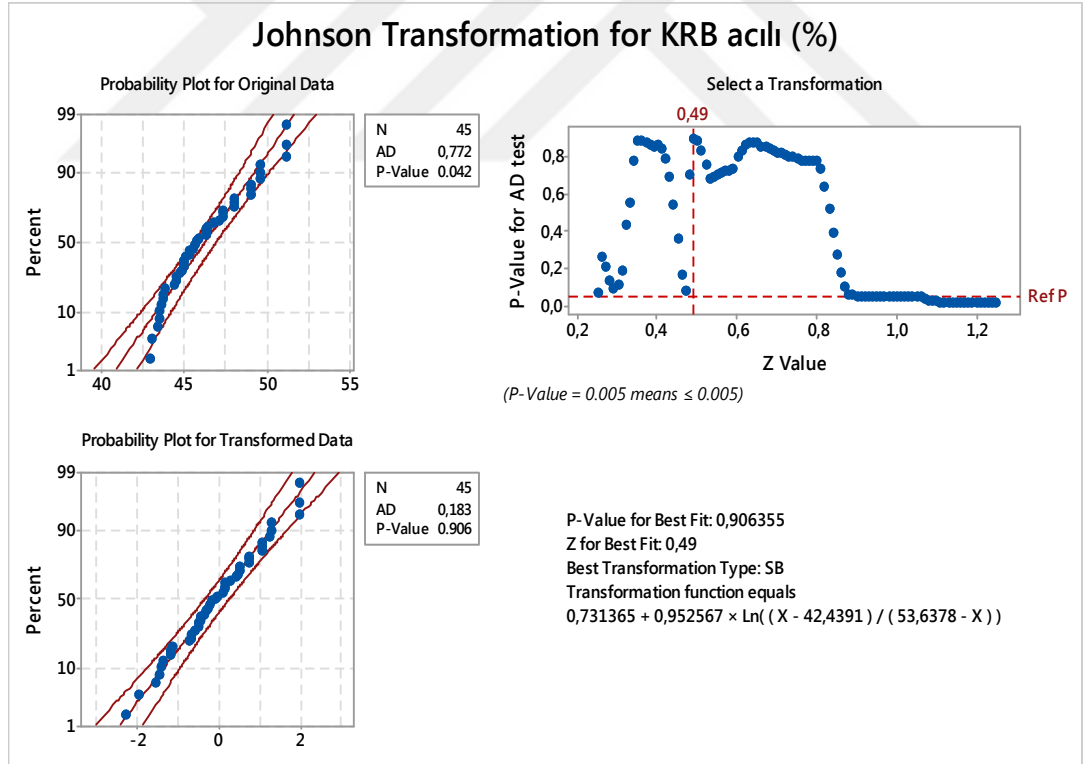 Johnson Transformation for KRB acılı (%)
Probability Plot for Original Data
99
90
50
10
1
Percent
40 45 50 55
N 45
AD 0,772
P-Value 0.042
Select a Transformation
0,49
0,8
0,6
0,4
0,2
0,0
P-Value for AD test
Ref P
0,2 0,4 0,6 0,8 1,0 1,2
Z Value
(P-Value = 0.005 means ≤ 0.005)
Probability Plot for Transformed Data
99
90
50
10
1
Percent
-2 0 2
N 45
AD 0,183
P-Value 0.906
P-Value for Best Fit: 0,906355
Z for Best Fit: 0,49
Best Transformation Type: SB
Transformation function equals
0,731365 + 0,952567 × Ln( ( X - 42,4391 ) / ( 53,6378 - X ) )